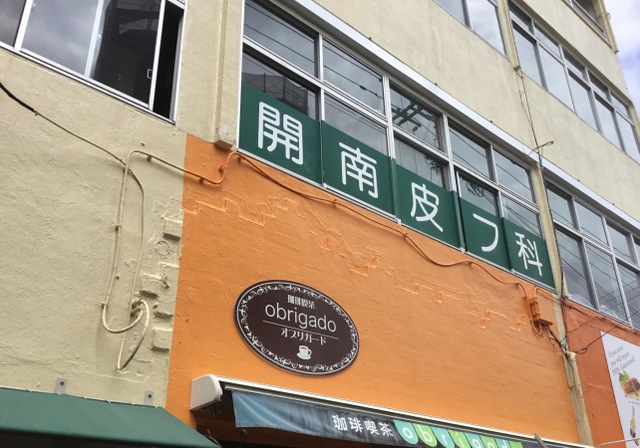 開南皮フ科
珈琲喫茶
obrigado
オブリガード
珈琲喫茶 obrigado